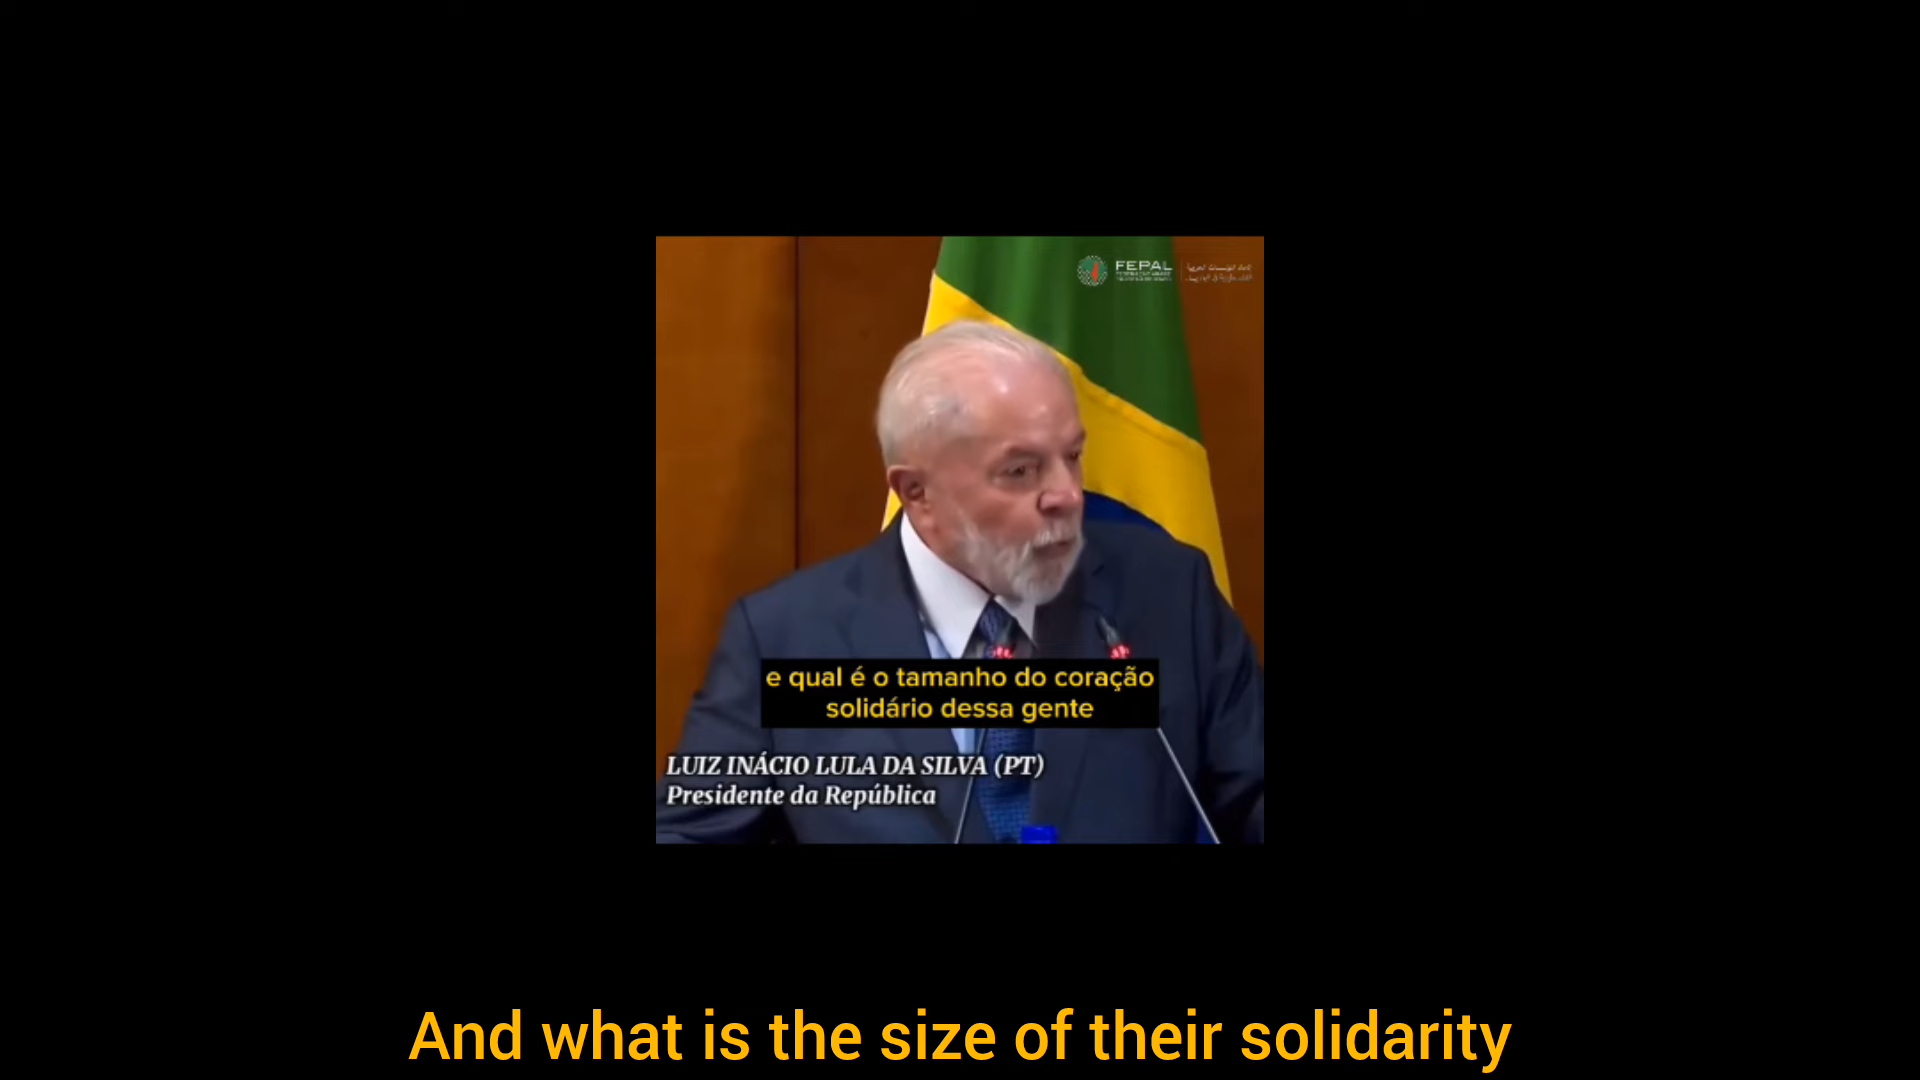 FEPAL
e qual é o tamanho do coração
solidário dessa gente
LUIZ INÁCIO LULA DA SILVA (PT)
Presidente da República
And what is the size of their solidarity